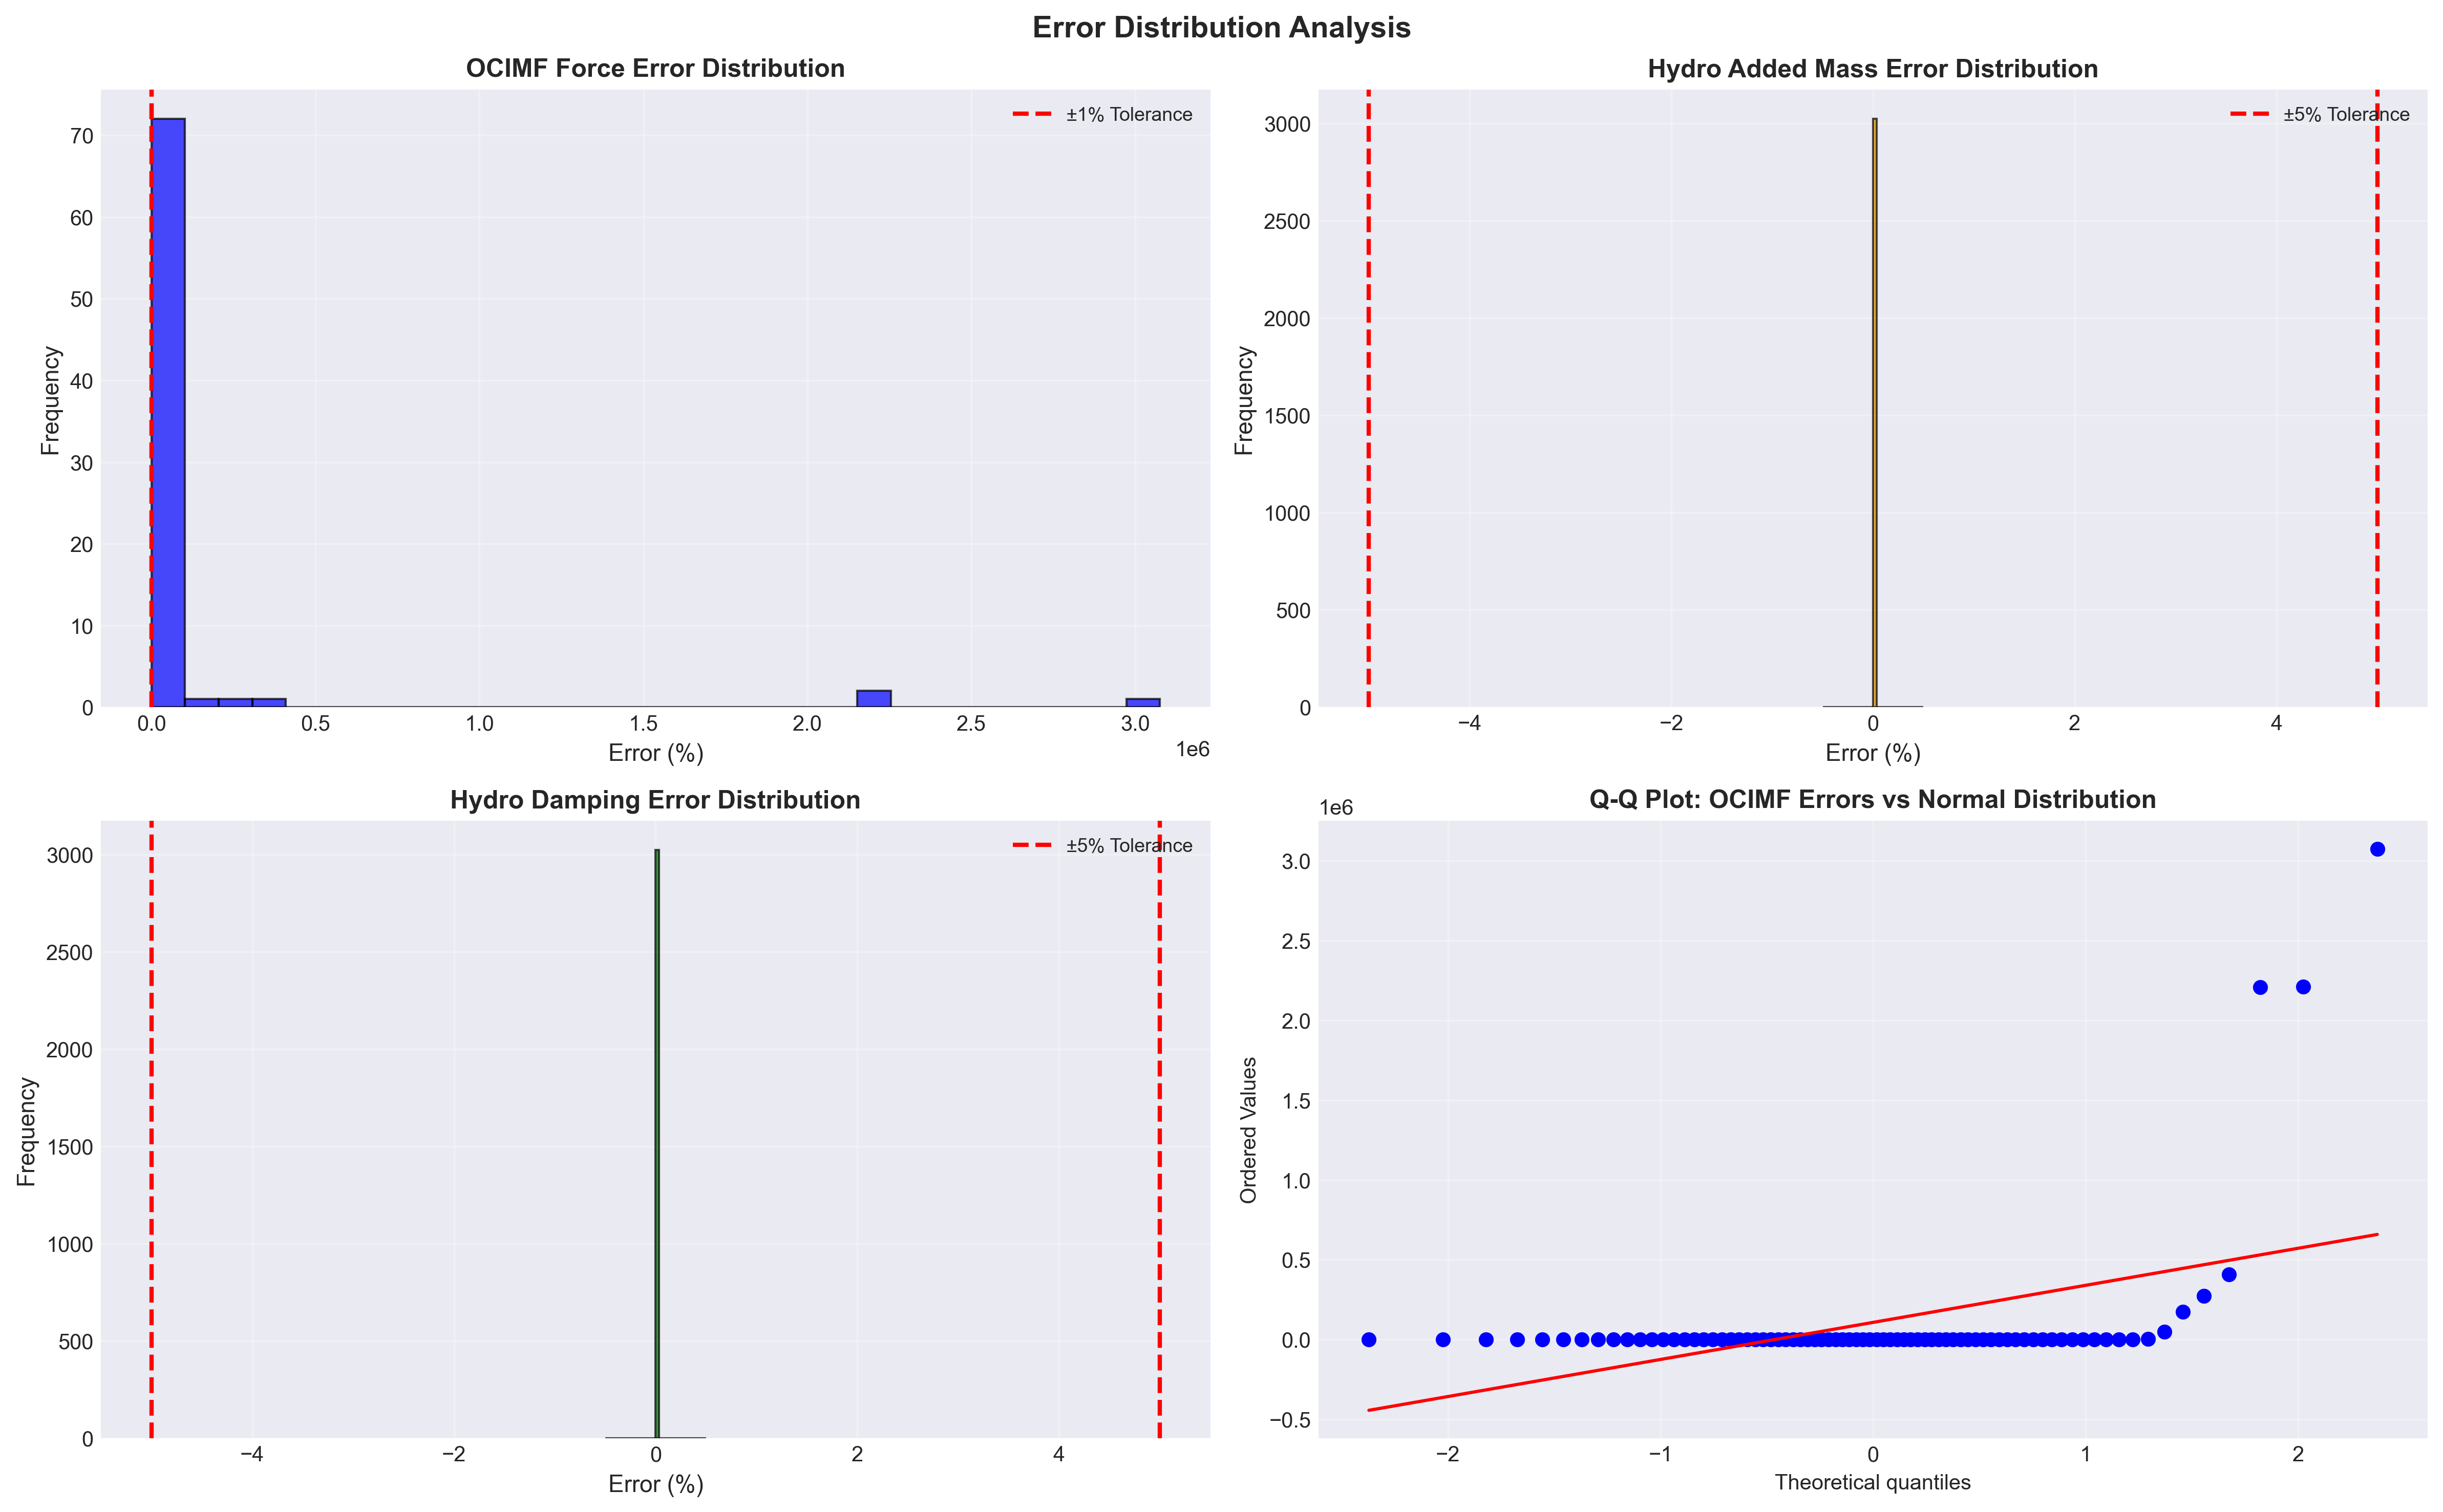 Error Distribution Analysis
OCIMF Force Error Distribution
±1% Tolerance
Frequency
70
60
50
40
30
20
10
0
0.0 0.5 1.0 1.5 2.0 2.5 3.0
1e6
Error (%)
Hydro Added Mass Error Distribution
±5% Tolerance
Frequency
3000
2500
2000
1500
1000
500
0
−4 −2 0 2 4
Error (%)
Hydro Damping Error Distribution
±5% Tolerance
Frequency
3000
2500
2000
1500
1000
500
0
−4 −2 0 2 4
Error (%)
Q-Q Plot: OCIMF Errors vs Normal Distribution
1e6
Ordered Values
3.0
2.5
2.0
1.5
1.0
0.5
0.0
−0.5
−2 −1 0 1 2
Theoretical quantiles